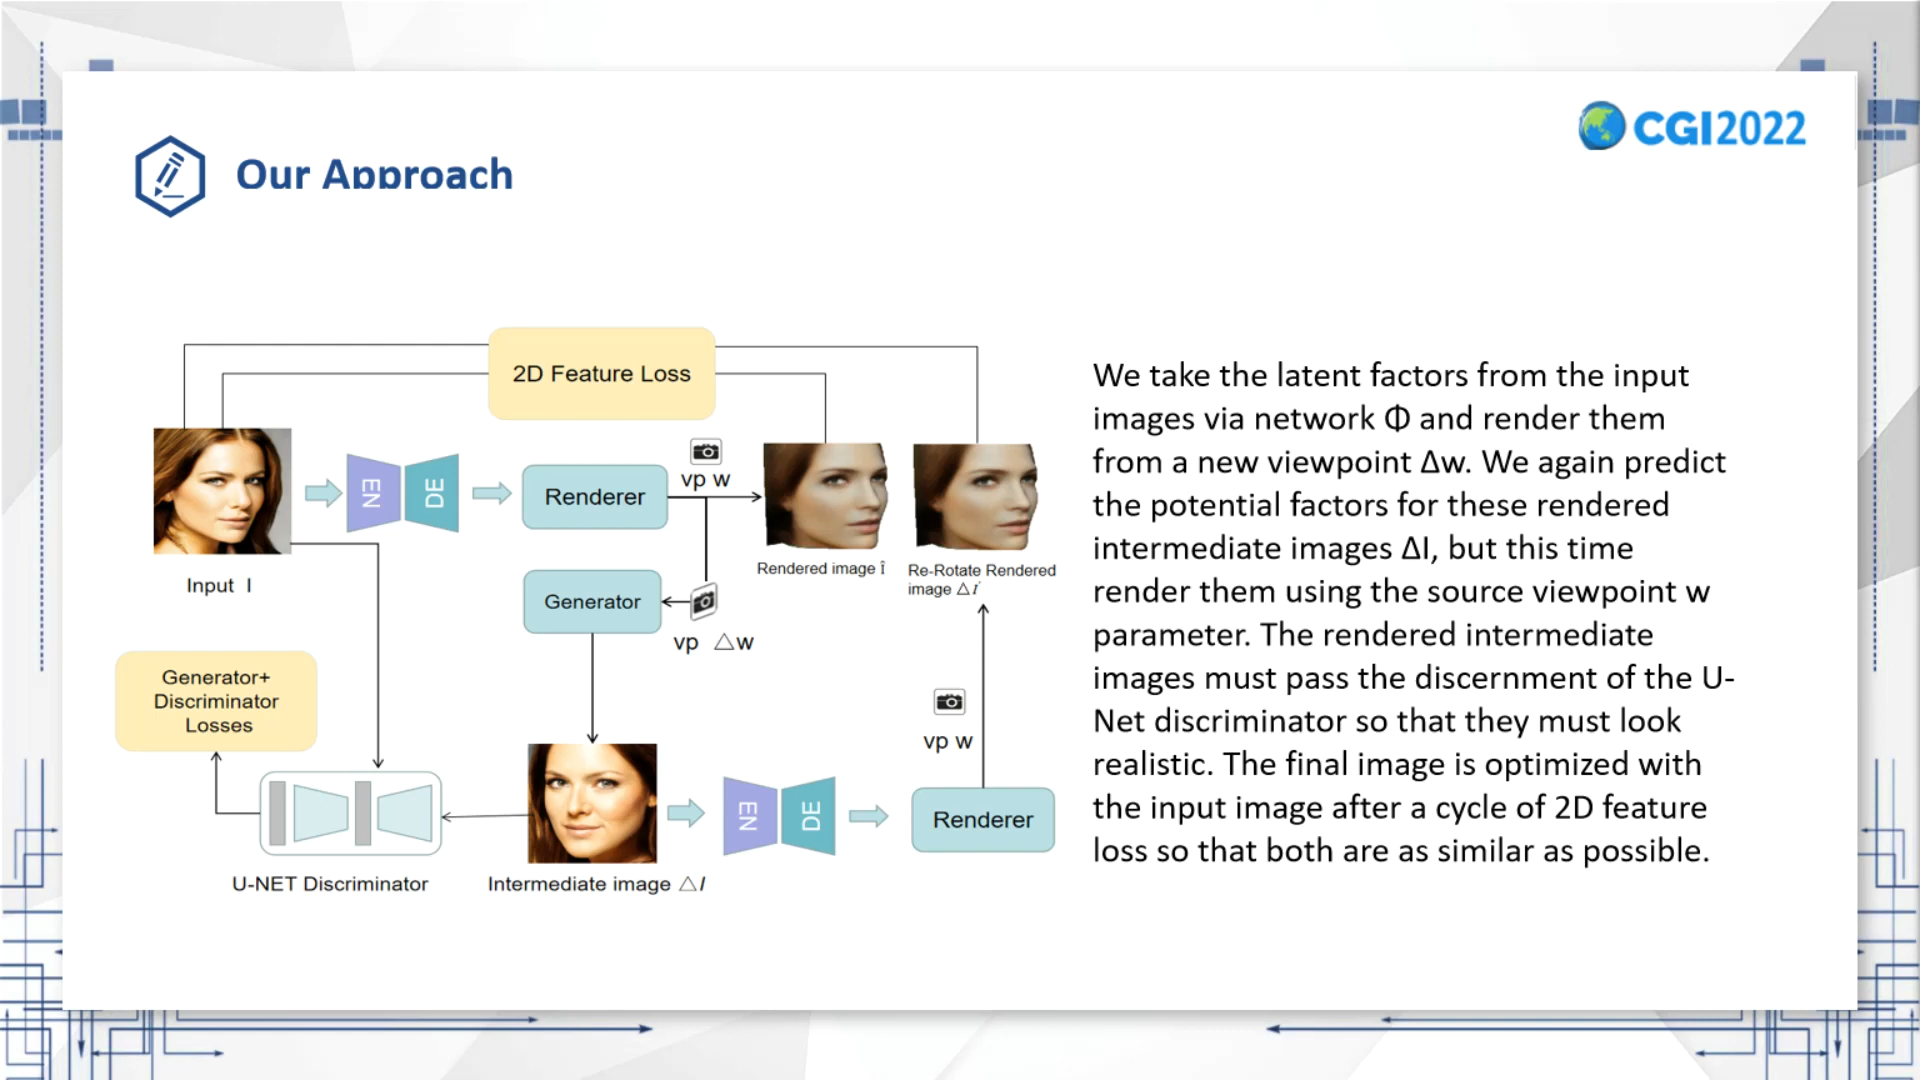 CGI2022
Our Approach
2D Feature Loss
EN
DE
Renderer
vp w
Input I
Rendered image Î
Re-Rotate Rendered
image △I′
Generator
vp △w
Generator+
Discriminator
Losses
vp w
EN
DE
Renderer
U-NET Discriminator
Intermediate image △I
We take the latent factors from the input
images via network Φ and render them
from a new viewpoint Δw. We again predict
the potential factors for these rendered
intermediate images ΔI, but this time
render them using the source viewpoint w
parameter. The rendered intermediate
images must pass the discernment of the U-
Net discriminator so that they must look
realistic. The final image is optimized with
the input image after a cycle of 2D feature
loss so that both are as similar as possible.